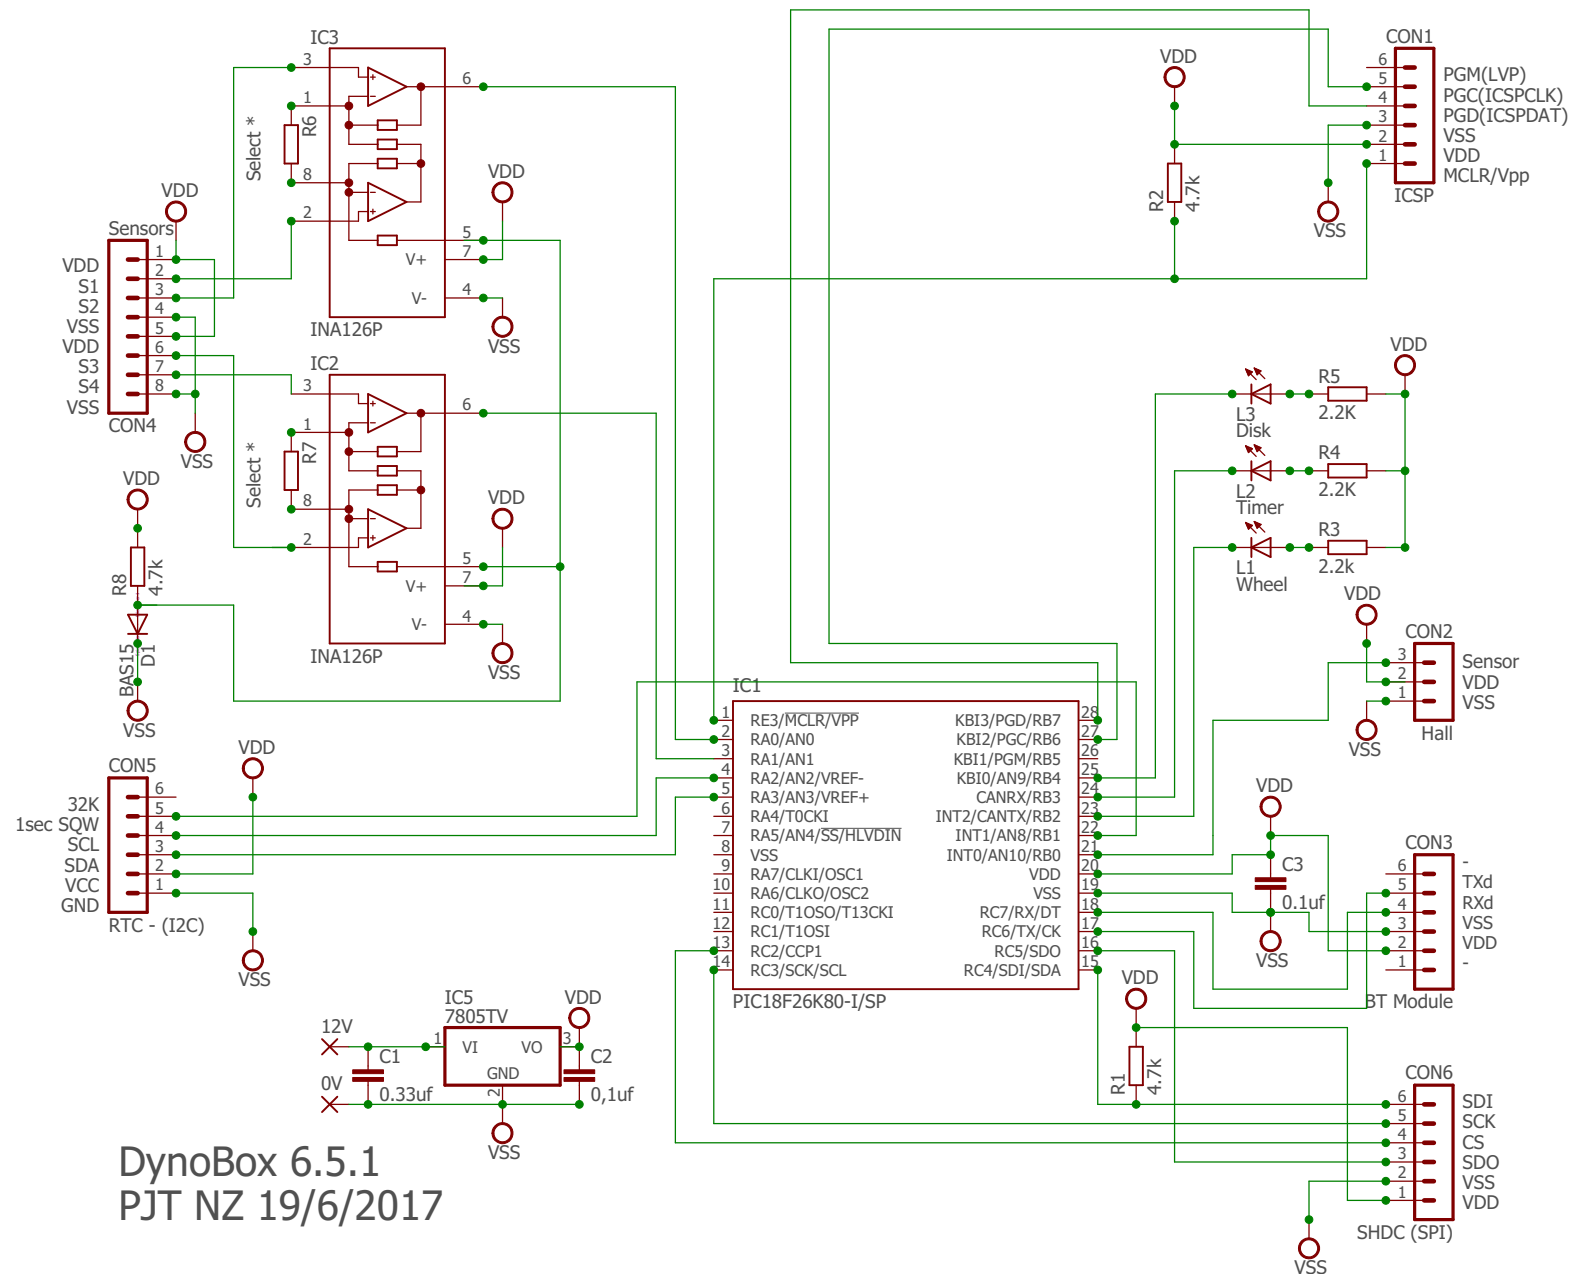 IC3
3
1
8
2
6
5
7
4
V+
V-
R6
Select *
INA126P
VDD
VSS
VDD
Sensors
1
2
3
4
5
6
7
8
VDD
S1
S2
VSS
VDD
S3
S4
VSS
CON4
VSS
IC2
3
1
8
2
6
5
7
4
V+
V-
R7
Select *
INA126P
VDD
VSS
VDD
R8
4.7k
BAS15
D1
VSS
CON5
6
5
4
3
2
1
32K
1sec SQW
SCL
SDA
VCC
GND
RTC - (I2C)
VDD
VSS
12V
0V
C1
0.33uf
IC5
7805TV
1
VI
VO
3
GND
2
VDD
C2
0,1uf
VSS
DynoBox 6.5.1
PJT NZ 19/6/2017
VDD
R2
4.7k
CON1
6
5
4
3
2
1
PGM(LVP)
PGC(ICSPCLK)
PGD(ICSPDAT)
VSS
VDD
MCLR/Vpp
ICSP
VSS
VDD
L3
Disk
R5
2.2K
L2
Timer
R4
2.2K
L1
Wheel
R3
2.2k
VDD
CON2
3
2
1
Sensor
VDD
VSS
Hall
VSS
IC1
1 RE3/MCLR/VPP
2 RA0/AN0
3 RA1/AN1
4 RA2/AN2/VREF-
5 RA3/AN3/VREF+
6 RA4/T0CKI
7 RA5/AN4/SS/HLVDIN
8 VSS
9 RA7/CLKI/OSC1
10 RA6/CLKO/OSC2
11 RC0/T1OSO/T13CKI
12 RC1/T1OSI
13 RC2/CCP1
14 RC3/SCK/SCL
KBI3/PGD/RB7 28
KBI2/PGC/RB6 27
KBI1/PGM/RB5 26
KBI0/AN9/RB4 25
CANRX/RB3 24
INT2/CANTX/RB2 23
INT1/AN8/RB1 22
INT0/AN10/RB0 21
VDD 20
VSS 19
RC7/RX/DT 18
RC6/TX/CK 17
RC5/SDO 16
RC4/SDI/SDA 15
PIC18F26K80-I/SP
VDD
C3
0.1uf
VSS
CON3
6
5
4
3
2
1
-
TXd
RXd
VSS
VDD
-
BT Module
VDD
R1
4.7k
CON6
6
5
4
3
2
1
SDI
SCK
CS
SDO
VSS
VDD
SHDC (SPI)
VSS